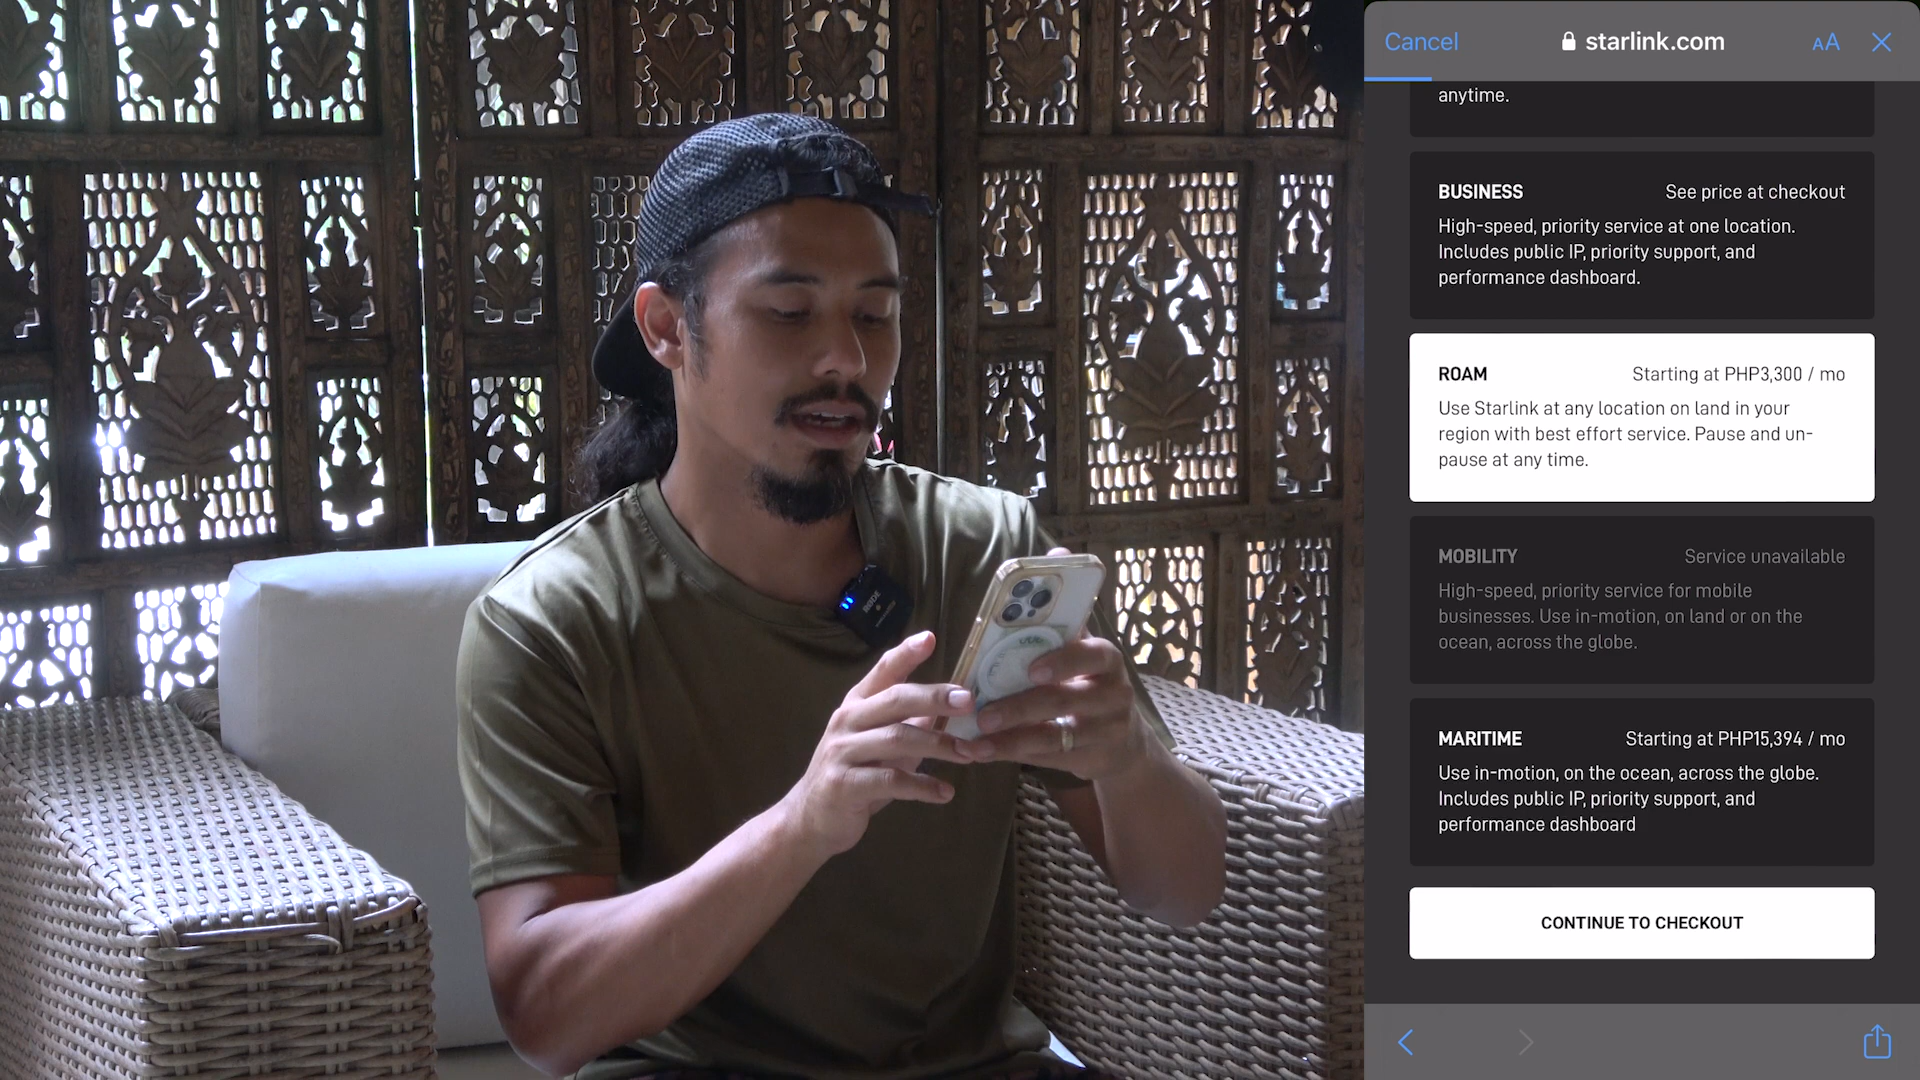 Cancel
starlink.com
AA
anytime.
BUSINESS
See price at checkout
High-speed, priority service at one location.
Includes public IP, priority support, and
performance dashboard.
ROAM
Starting at PHP3,300 / mo
Use Starlink at any location on land in your
region with best effort service. Pause and un-
pause at any time.
MOBILITY
Service unavailable
High-speed, priority service for mobile
businesses. Use in-motion, on land or on the
ocean, across the globe.
MARITIME
Starting at PHP15,394 / mo
Use in-motion, on the ocean, across the globe.
Includes public IP, priority support, and
performance dashboard
CONTINUE TO CHECKOUT
RØDE